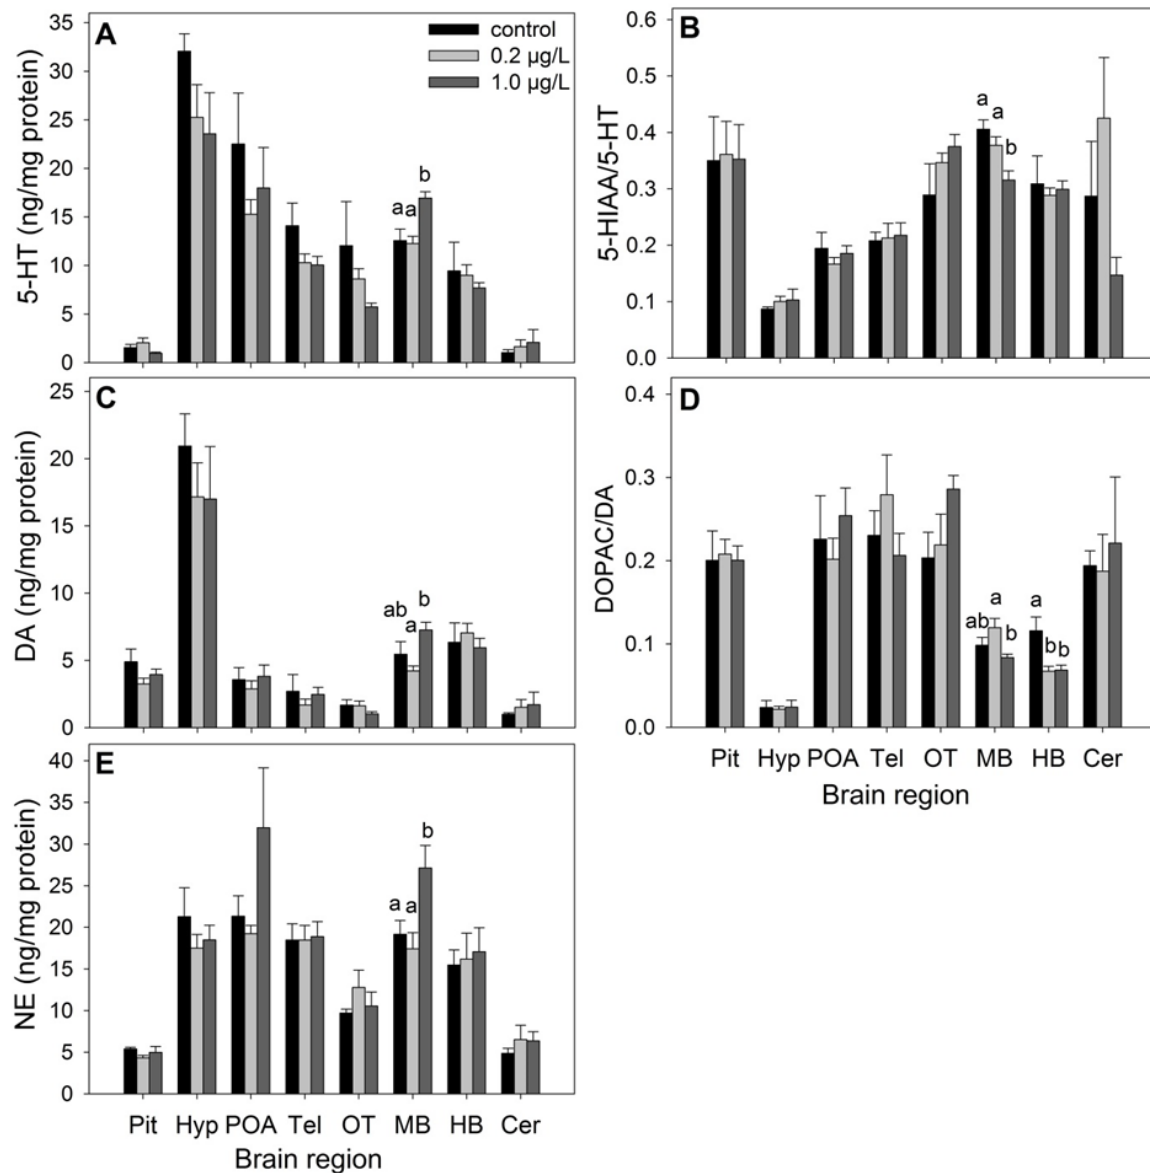 A
control
0.2 µg/L
1.0 µg/L
5-HT (ng/mg protein)
35
30
25
20
15
10
5
0
a a b
B
5-HIAA/5-HT
0.6
0.5
0.4
0.3
0.2
0.1
0.0
a a b
C
DA (ng/mg protein)
25
20
15
10
5
0
ab a b
D
DOPAC/DA
0.4
0.3
0.2
0.1
0.0
ab a b a b b
Pit Hyp POA Tel OT MB HB Cer
Brain region
E
NE (ng/mg protein)
40
35
30
25
20
15
10
5
0
a a b
Pit Hyp POA Tel OT MB HB Cer
Brain region